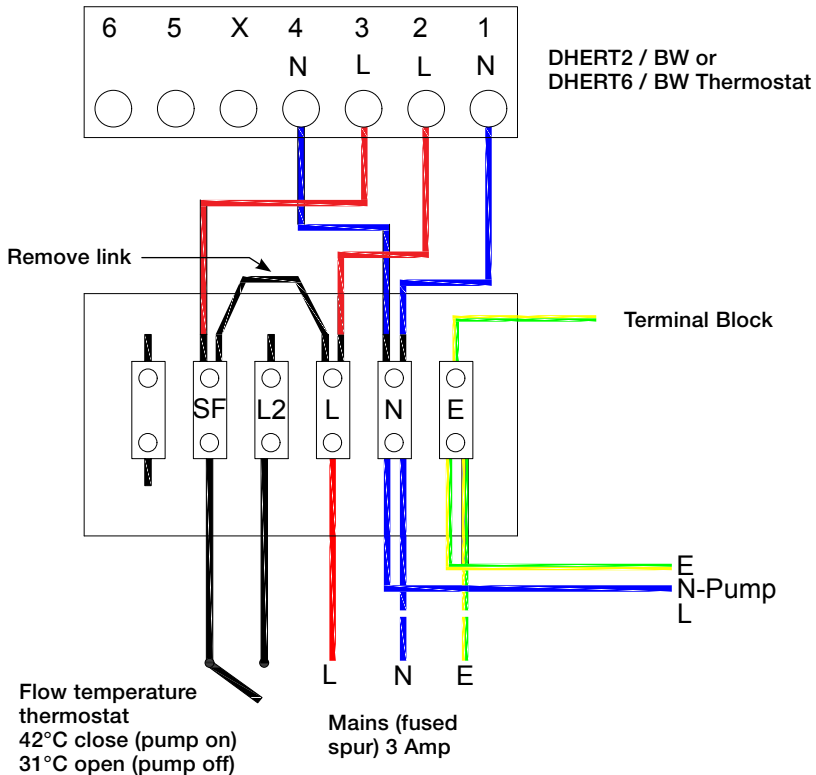 6 5 X 4 3 2 1
N L L N
DHERT2 / BW or
DHERT6 / BW Thermostat
Remove link
Terminal Block
SF L2 L N E
E
N-Pump
L
L N E
Flow temperature
thermostat
42°C close (pump on)
31°C open (pump off)
Mains (fused
spur) 3 Amp